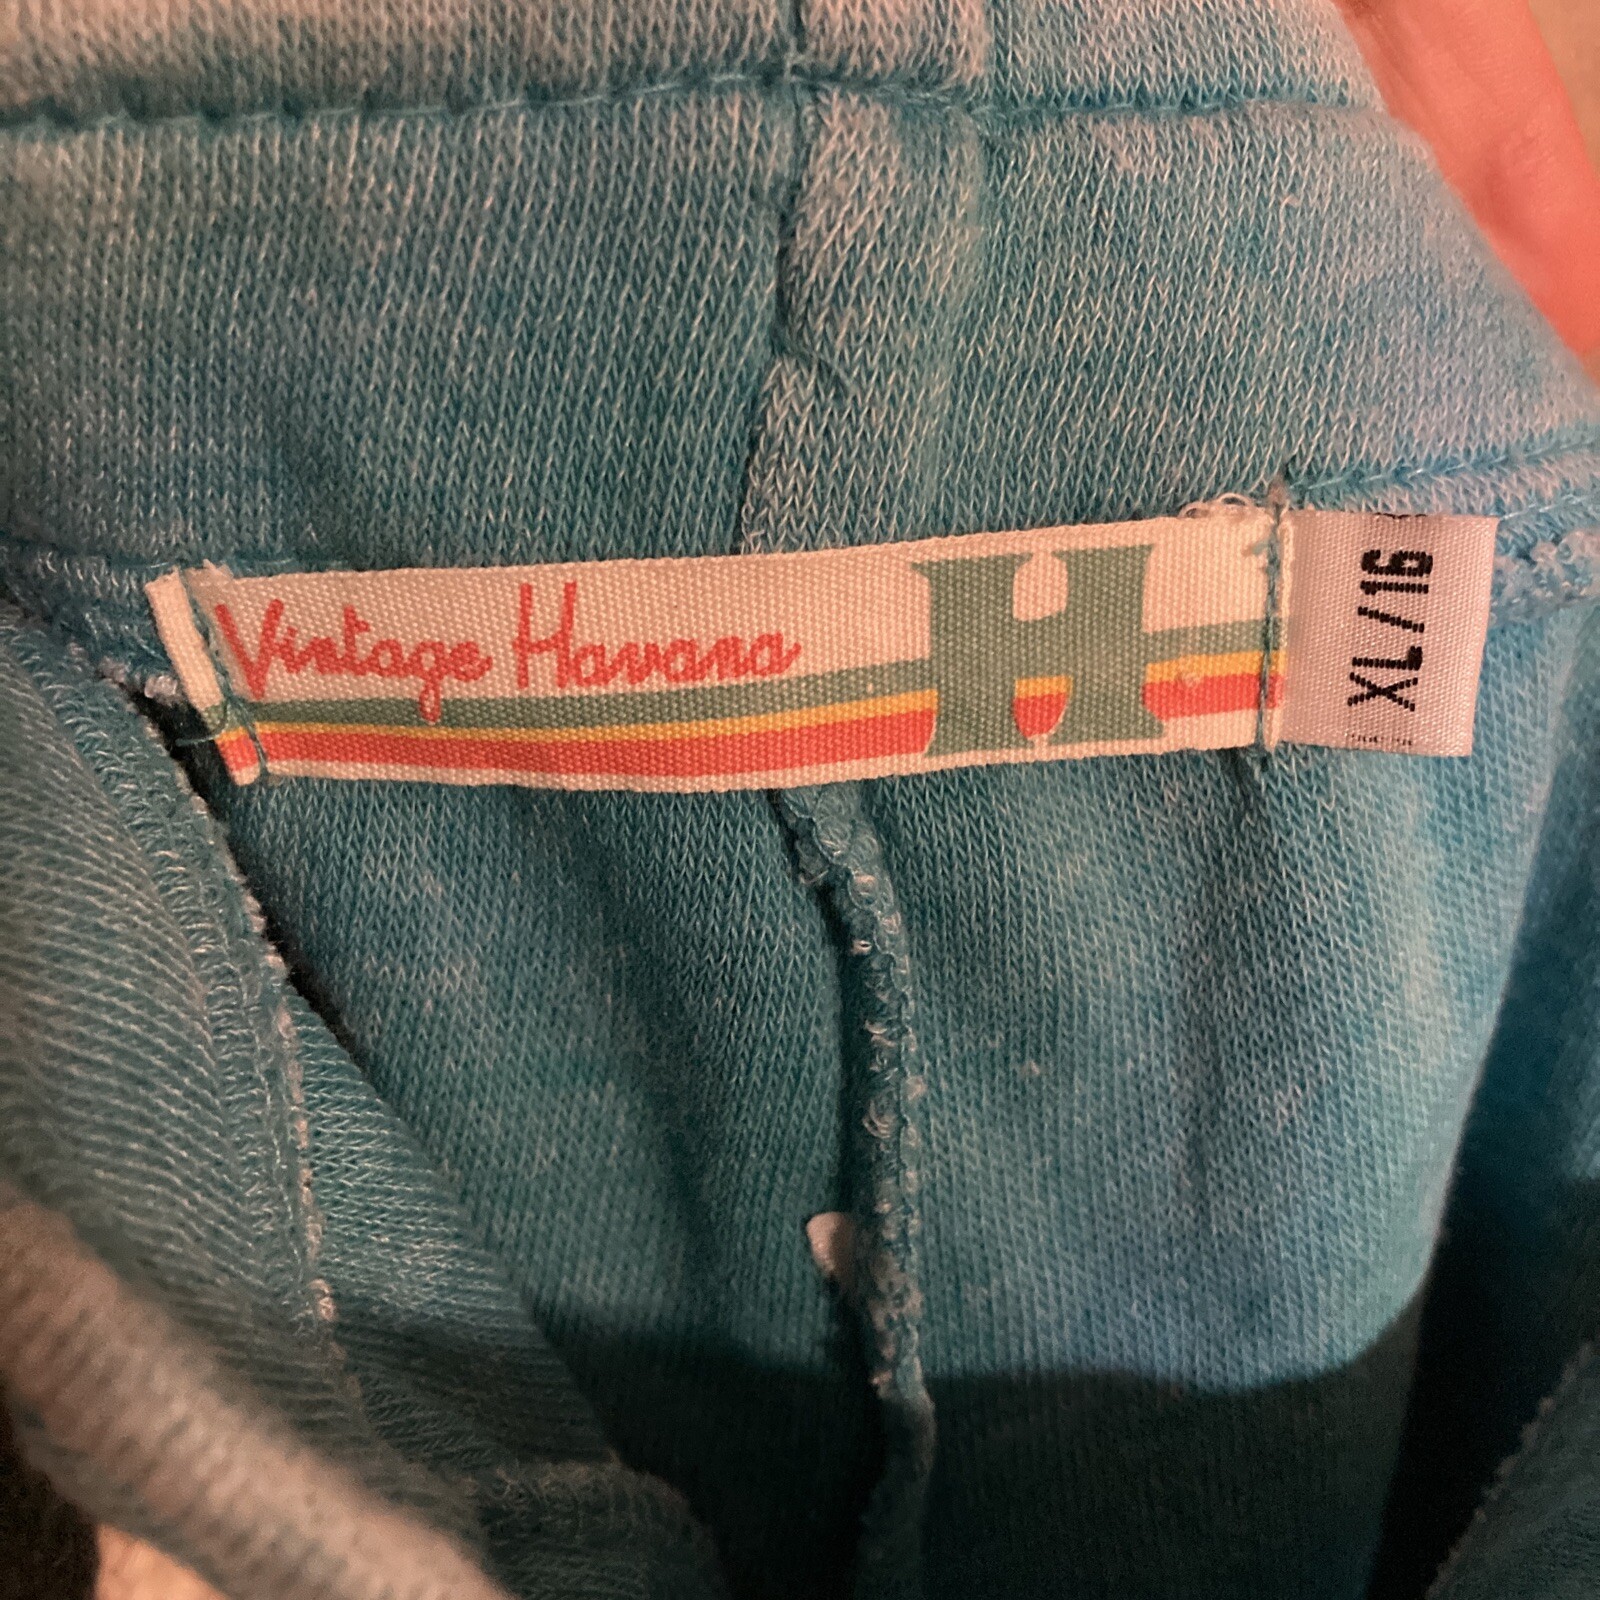 Vintage Havana
H
XL/16